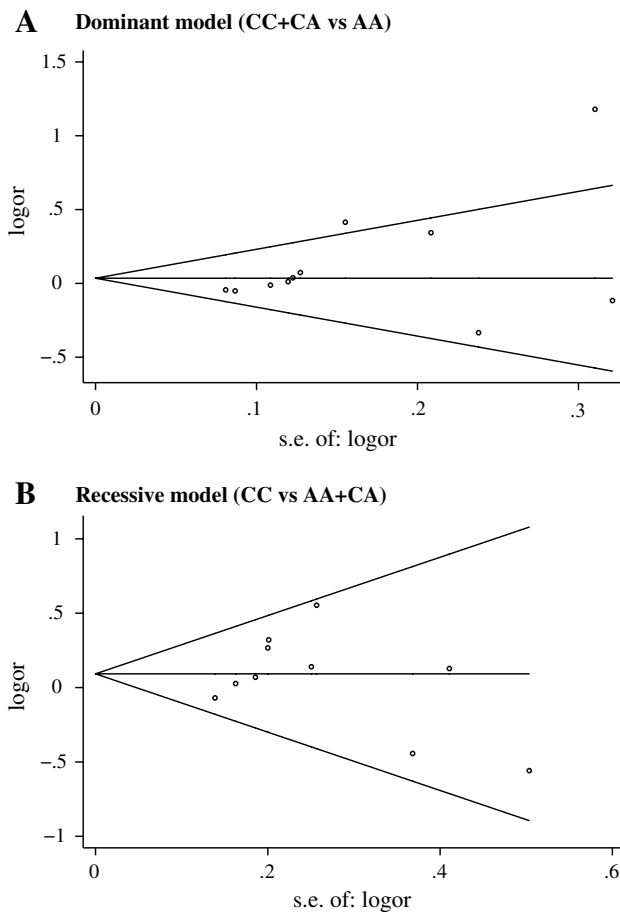 A Dominant model (CC+CA vs AA)
1.5
1
.5
0
-.5
logor
0 .1 .2 .3
s.e. of: logor
B Recessive model (CC vs AA+CA)
1
.5
0
-.5
-1
logor
0 .2 .4 .6
s.e. of: logor